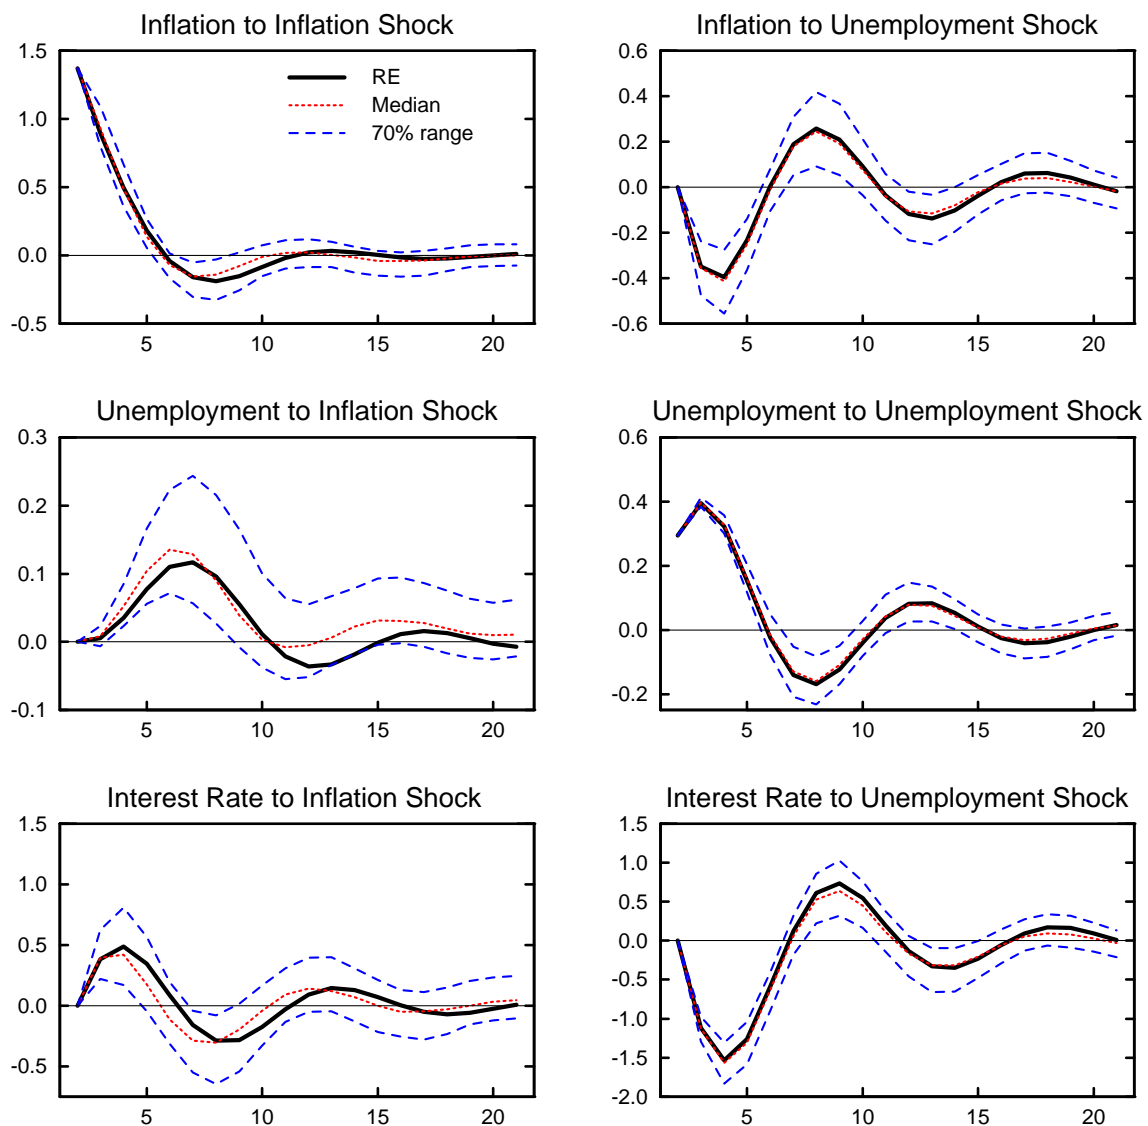 Inflation to Inflation Shock
1.5
1.0
0.5
0.0
-0.5
RE
Median
70% range
5 10 15 20
Inflation to Unemployment Shock
0.6
0.4
0.2
0.0
-0.2
-0.4
-0.6
5 10 15 20
Unemployment to Inflation Shock
0.3
0.2
0.1
0.0
-0.1
5 10 15 20
Unemployment to Unemployment Shock
0.6
0.4
0.2
0.0
-0.2
5 10 15 20
Interest Rate to Inflation Shock
1.5
1.0
0.5
0.0
-0.5
5 10 15 20
Interest Rate to Unemployment Shock
1.5
1.0
0.5
0.0
-0.5
-1.0
-1.5
-2.0
5 10 15 20